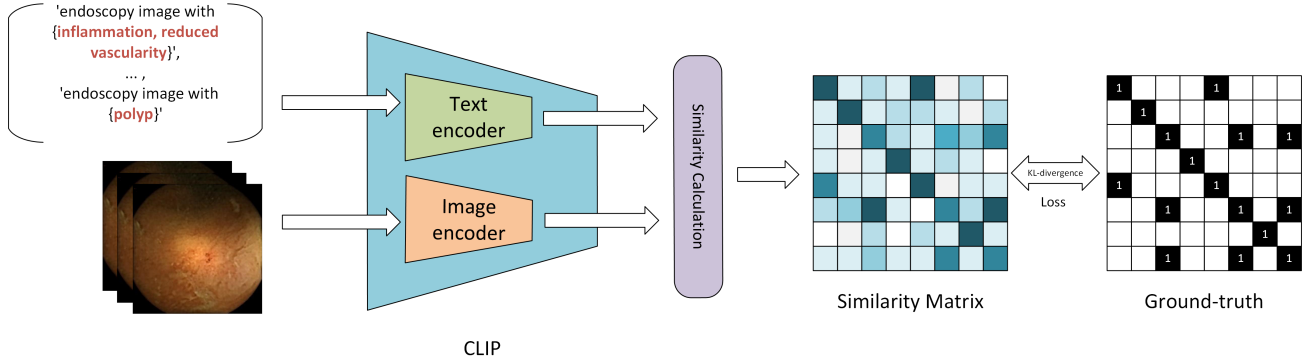 'endoscopy image with
{inflammation, reduced
vascularity}',
... ,
'endoscopy image with
{polyp}'
Text
encoder
Image
encoder
CLIP
Similarity Calculation
Similarity Matrix
KL-divergence
Loss
1 1
1
1 1 1
1
1 1
1 1 1
1
1 1 1
Ground-truth